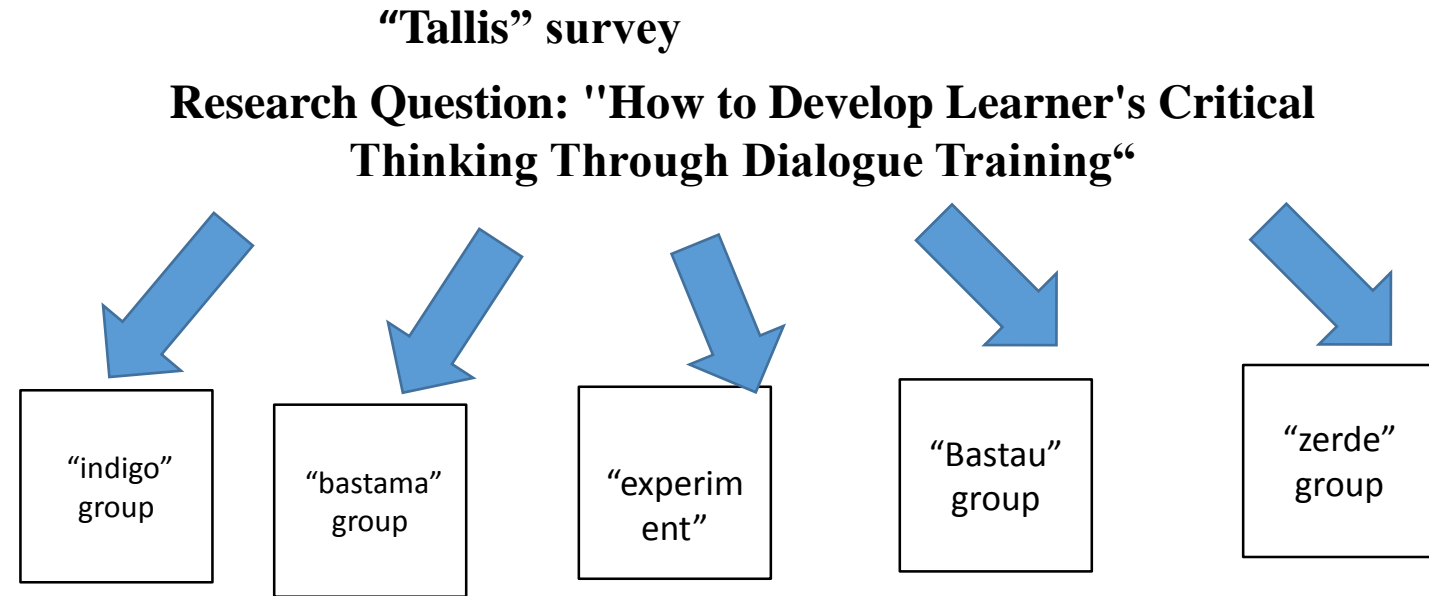 “Tallis” survey
Research Question: "How to Develop Learner's Critical
Thinking Through Dialogue Training“
“indigo”
group
“bastama”
group
“experim
ent”
“Bastau”
group
“zerde”
group